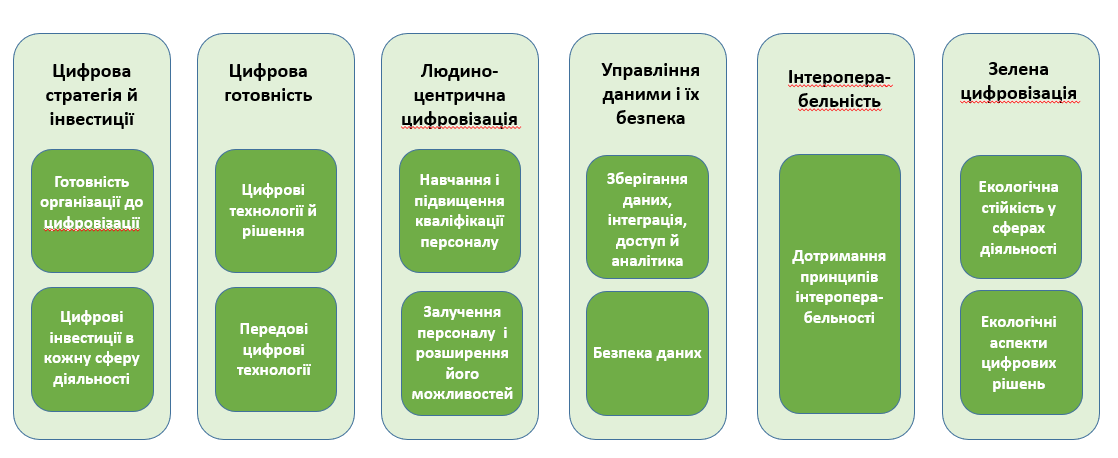 Цифрова
стратегія й
інвестиції
Готовність
організації до
цифровізації
Цифрові
інвестиції в
кожну сферу
діяльності
Цифрова
готовність
Цифрові
технології й
рішення
Передові
цифрові
технології
Людино-
центрична
цифровізація
Навчання і
підвищення
кваліфікації
персоналу
Залучення
персоналу і
розширення
його
можливостей
Управління
даними і їх
безпека
Зберігання
даних,
інтеграція,
доступ й
аналітика
Безпека даних
Інтеропера-
бельність
Дотримання
принципів
інтеропера-
бельності
Зелена
цифровізація
Екологічна
стійкість у
сферах
діяльності
Екологічні
аспекти
цифрових
рішень